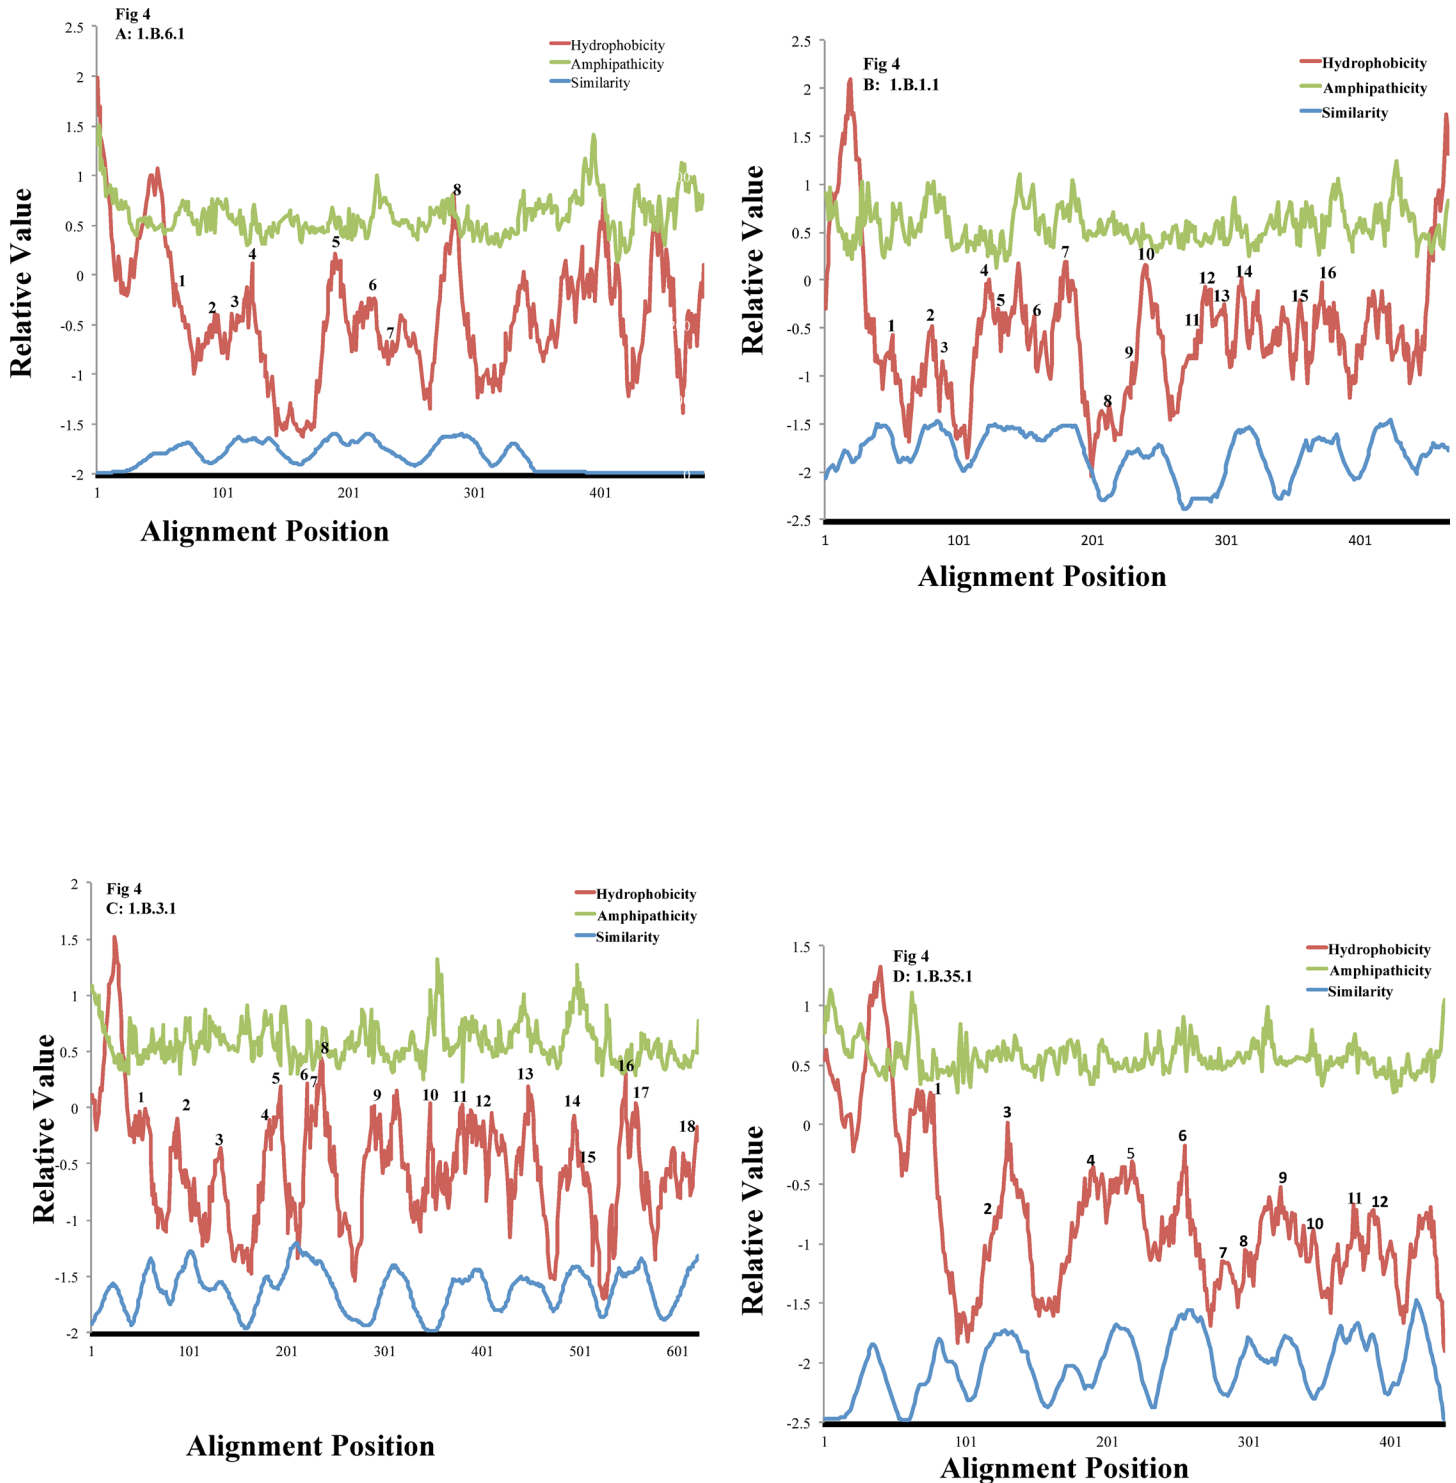 Fig 4
A: 1.B.6.1
Hydrophobicity
Amphipathicity
Similarity
Relative Value
2.5
2
1.5
1
0.5
0
-0.5
-1
-1.5
-2
1 2 3 4 5 6 7 8
1 101 201 301 401
Alignment Position
Fig 4
B: 1.B.1.1
Hydrophobicity
Amphipathicity
Similarity
Relative Value
2.5
2
1.5
1
0.5
0
-0.5
-1
-1.5
-2
-2.5
1 2 3 4 5 6 7 8 9 10 11 12 13 14 15 16
1 101 201 301 401
Alignment Position
Fig 4
C: 1.B.3.1
Hydrophobicity
Amphipathicity
Similarity
Relative Value
2
1.5
1
0.5
0
-0.5
-1
-1.5
-2
1 2 3 4 5 6 7 8 9 10 11 12 13 14 15 16 17 18
1 101 201 301 401 501 601
Alignment Position
Fig 4
D: 1.B.35.1
Hydrophobicity
Amphipathicity
Similarity
Relative Value
1.5
1
0.5
0
-0.5
-1
-1.5
-2
-2.5
1 2 3 4 5 6 7 8 9 10 11 12
1 101 201 301 401
Alignment Position